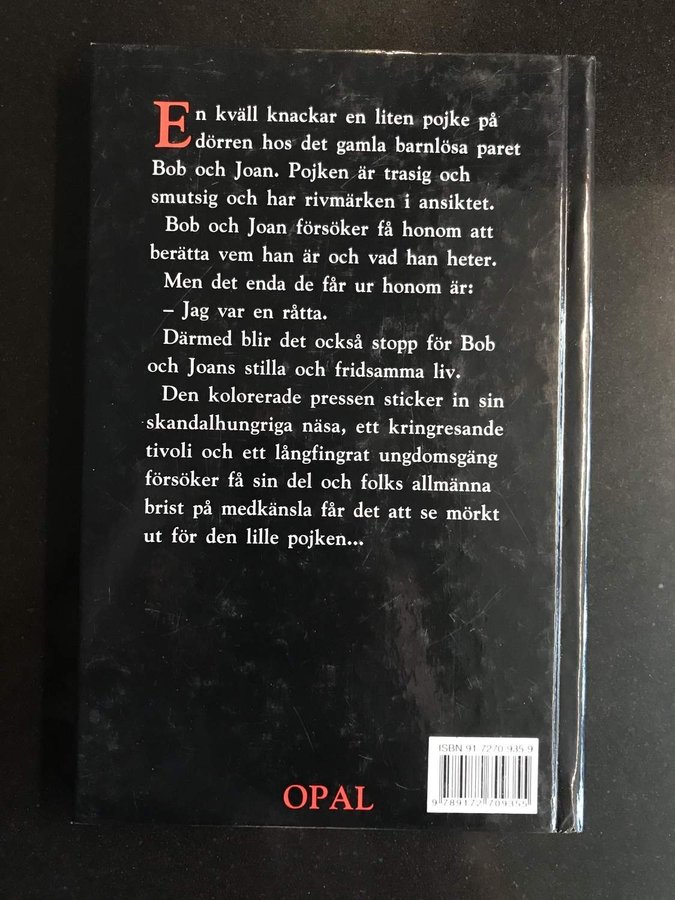 En kväll knackar en liten pojke på
dörren hos det gamla barnlösa paret
Bob och Joan. Pojken är trasig och
smutsig och har rivmärken i ansiktet.
Bob och Joan försöker få honom att
berätta vem han är och vad han heter.
Men det enda de får ur honom är:
– Jag var en råtta.
Därmed blir det också stopp för Bob
och Joans stilla och fridsamma liv.
Den kolorerade pressen sticker in sin
skandalhungriga näsa, ett kringresande
tivoli och ett långfingrat ungdomsgäng
försöker få sin del och folks allmänna
brist på medkänsla får det att se mörkt
ut för den lille pojken...
ISBN 91 7270 935 9
9 789172 709355
OPAL